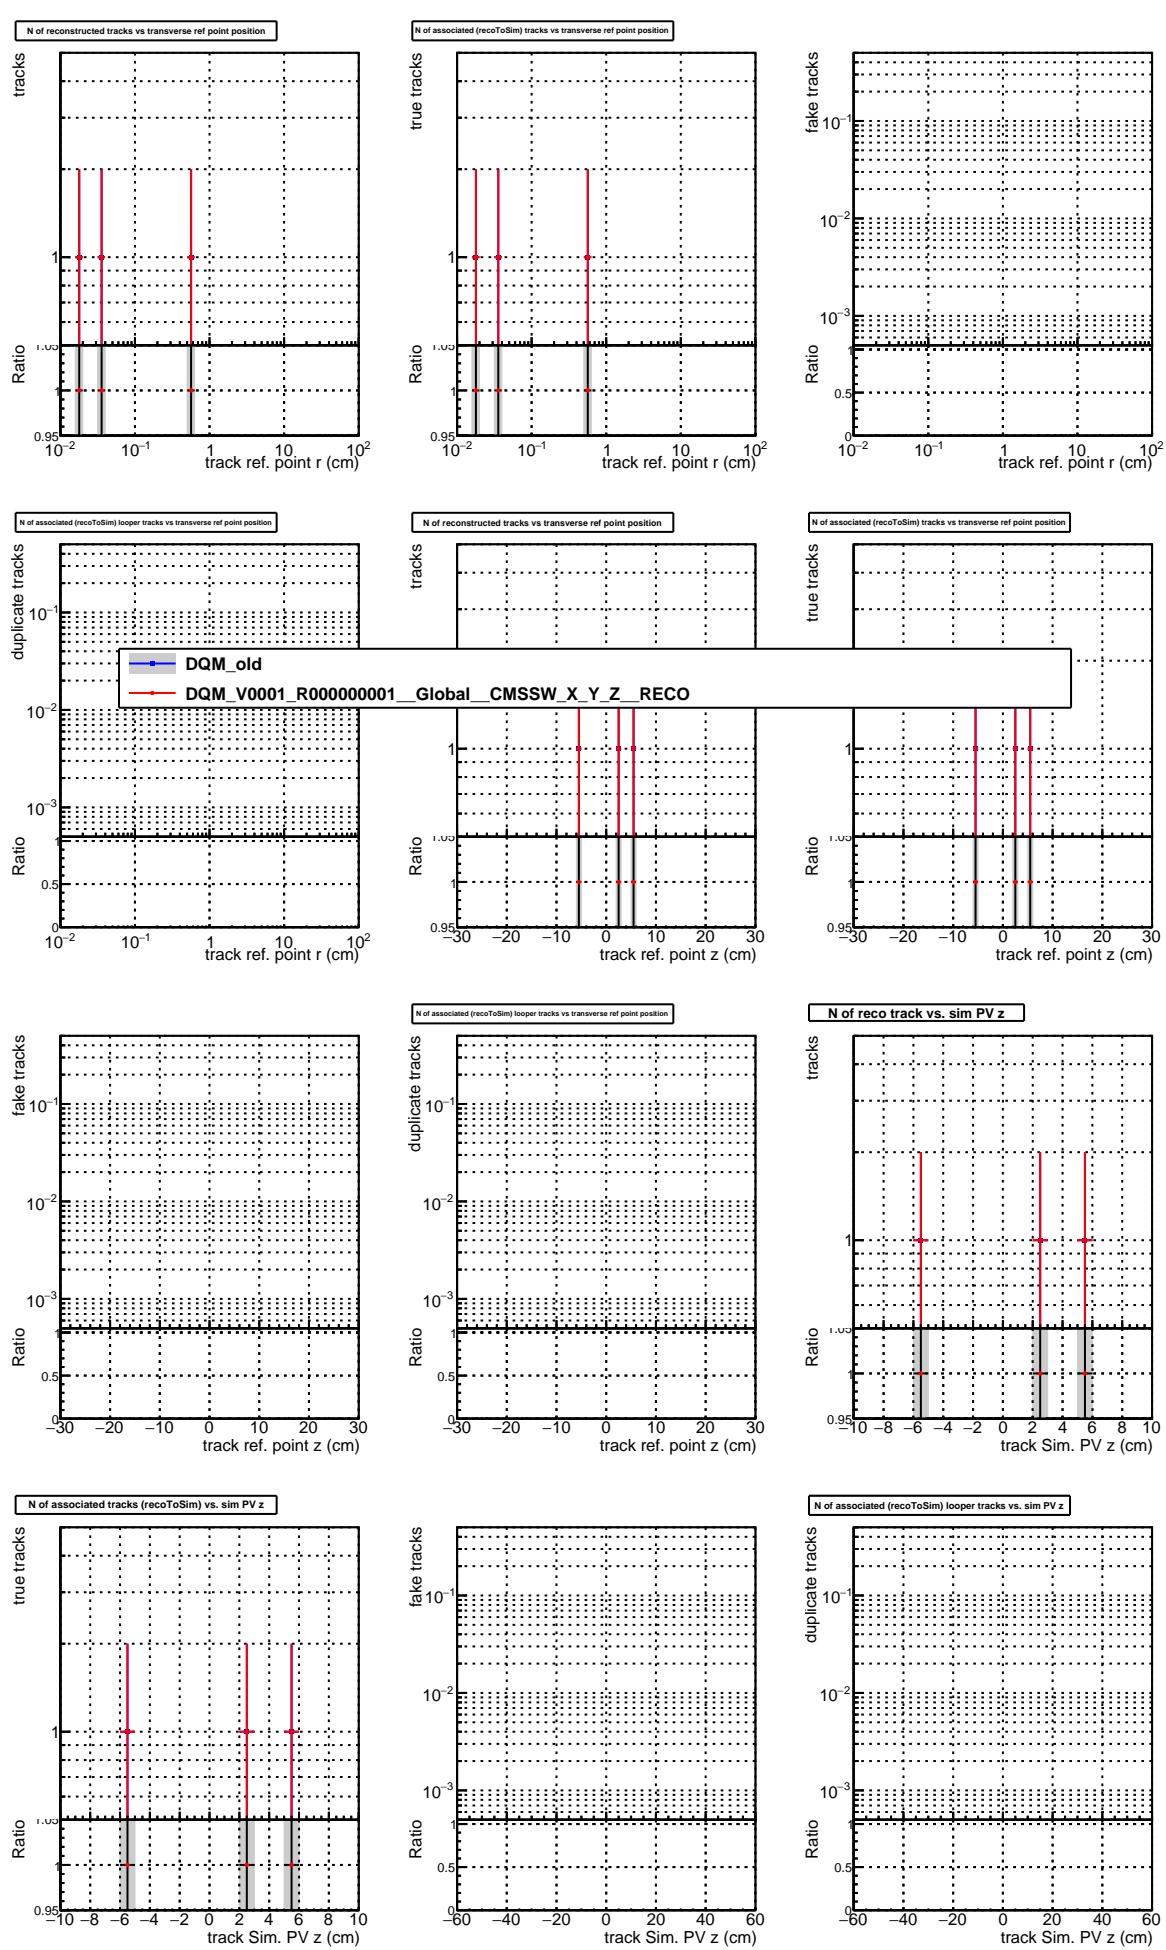 N of reconstructed tracks vs transverse ref point position
tracks
1
1.05
Ratio
1
0.95
10−2 10−1 1 10 102
track ref. point r (cm)
N of associated (recoToSim) tracks vs transverse ref point position
true tracks
1
1.05
Ratio
1
0.95
10−2 10−1 1 10 102
track ref. point r (cm)
fake tracks
10−1
10−2
10−3
Ratio
1
0.5
0
10−2 10−1 1 10 102
track ref. point r (cm)
N of associated (recoToSim) looper tracks vs transverse ref point position
duplicate tracks
10−1
10−2
10−3
Ratio
1
0.5
0
10−2 10−1 1 10 102
track ref. point r (cm)
N of reconstructed tracks vs transverse ref point position
tracks
1
1.05
Ratio
1
0.95
−30 −20 −10 0 10 20 30
track ref. point z (cm)
N of associated (recoToSim) tracks vs transverse ref point position
true tracks
1
1.05
Ratio
1
0.95
−30 −20 −10 0 10 20 30
track ref. point z (cm)
DQM_old
DQM_V0001_R000000001__Global__CMSSW_X_Y_Z__RECO
fake tracks
10−1
10−2
10−3
Ratio
1
0.5
0
−30 −20 −10 0 10 20 30
track ref. point z (cm)
N of associated (recoToSim) looper tracks vs transverse ref point position
duplicate tracks
10−1
10−2
10−3
Ratio
1
0.5
0
−30 −20 −10 0 10 20 30
track ref. point z (cm)
N of reco track vs. sim PV z
tracks
1
1.05
Ratio
1
0.95
−10 −8 −6 −4 −2 0 2 4 6 8 10
track Sim. PV z (cm)
N of associated tracks (recoToSim) vs. sim PV z
true tracks
1
1.05
Ratio
1
0.95
−10 −8 −6 −4 −2 0 2 4 6 8 10
track Sim. PV z (cm)
fake tracks
10−1
10−2
10−3
Ratio
1
0.5
0
−60 −40 −20 0 20 40 60
track Sim. PV z (cm)
N of associated (recoToSim) looper tracks vs. sim PV z
duplicate tracks
10−1
10−2
10−3
Ratio
1
0.5
0
−60 −40 −20 0 20 40 60
track Sim. PV z (cm)